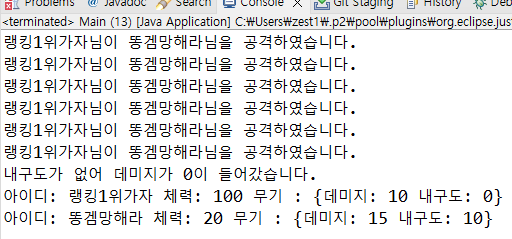 Problems @ Javadoc Search Console Git Staging History De
<terminated> Main (13) [Java Application] C:₩Users₩zest1₩.p2₩pool₩plugins₩org.eclipse.jus
랭킹1위가자님이 똥겜망해라님을 공격하였습니다.
랭킹1위가자님이 똥겜망해라님을 공격하였습니다.
랭킹1위가자님이 똥겜망해라님을 공격하였습니다.
랭킹1위가자님이 똥겜망해라님을 공격하였습니다.
랭킹1위가자님이 똥겜망해라님을 공격하였습니다.
랭킹1위가자님이 똥겜망해라님을 공격하였습니다.
내구도가 없어 데미지가 0이 들어갔습니다.
아이디: 랭킹1위가자 체력: 100 무기 : {데미지: 10 내구도: 0}
아이디: 똥겜망해라 체력: 20 무기 : {데미지: 15 내구도: 10}